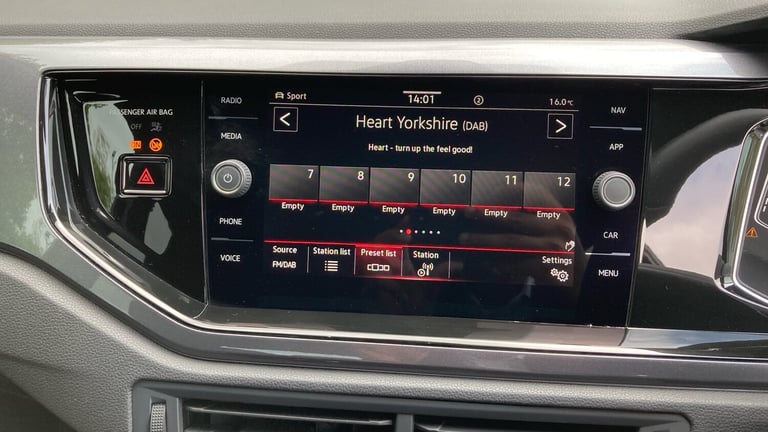 PASSENGER AIR BAG
OFF
ON
RADIO
MEDIA
PHONE
VOICE
Sport
14:01
2
16.0°C
<
Heart Yorkshire (DAB)
>
Heart - turn up the feel good!
7 8 9 10 11 12
Empty Empty Empty Empty Empty Empty
Source Station list Preset list Station Settings
FM/DAB
NAV
APP
CAR
MENU